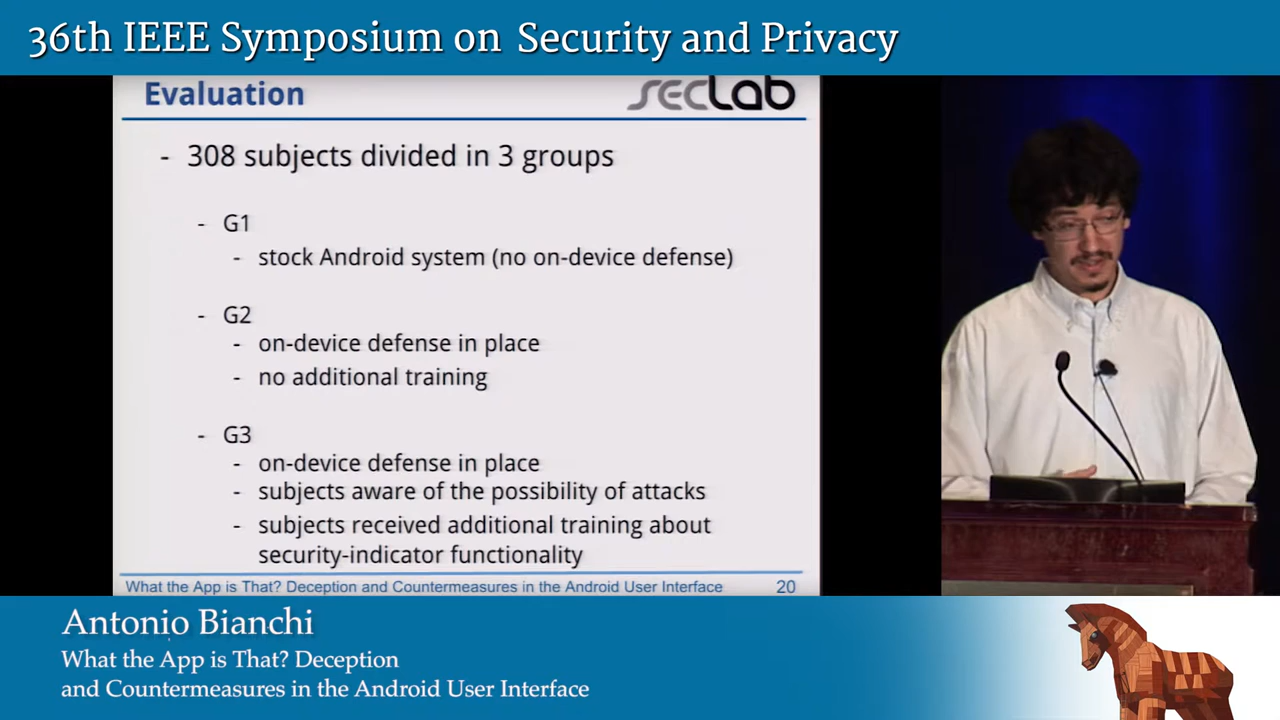 36th IEEE Symposium on Security and Privacy
Evaluation
secLab
- 308 subjects divided in 3 groups
- G1
- stock Android system (no on-device defense)
- G2
- on-device defense in place
- no additional training
- G3
- on-device defense in place
- subjects aware of the possibility of attacks
- subjects received additional training about
security-indicator functionality
What the App is That? Deception and Countermeasures in the Android User Interface 20
Antonio Bianchi
What the App is That? Deception
and Countermeasures in the Android User Interface